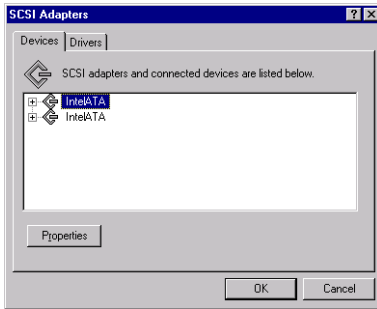 SCSI Adapters
Devices Drivers
SCSI adapters and connected devices are listed below.
IntelATA
IntelATA
Properties
OK Cancel